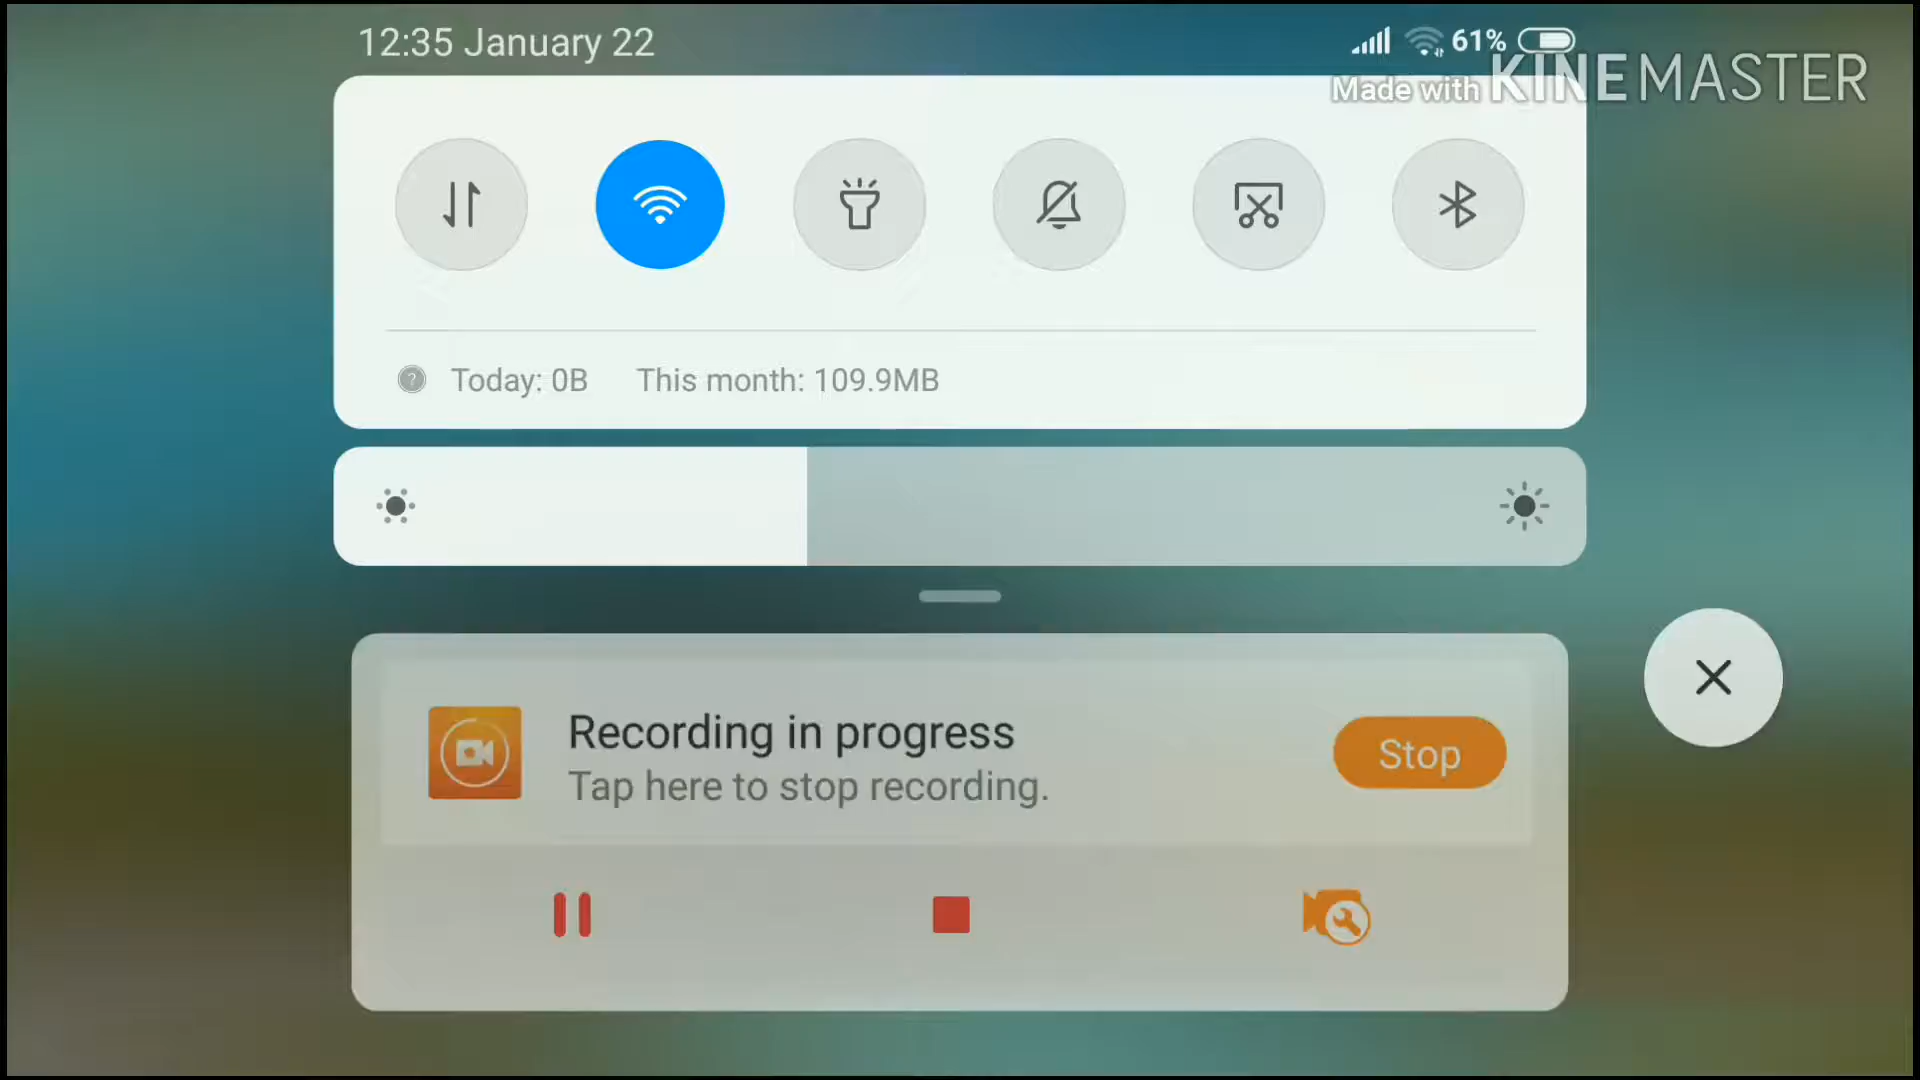 12:35 January 22
61%
Made with KINEMASTER
Today: 0B This month: 109.9MB
Recording in progress
Tap here to stop recording.
Stop